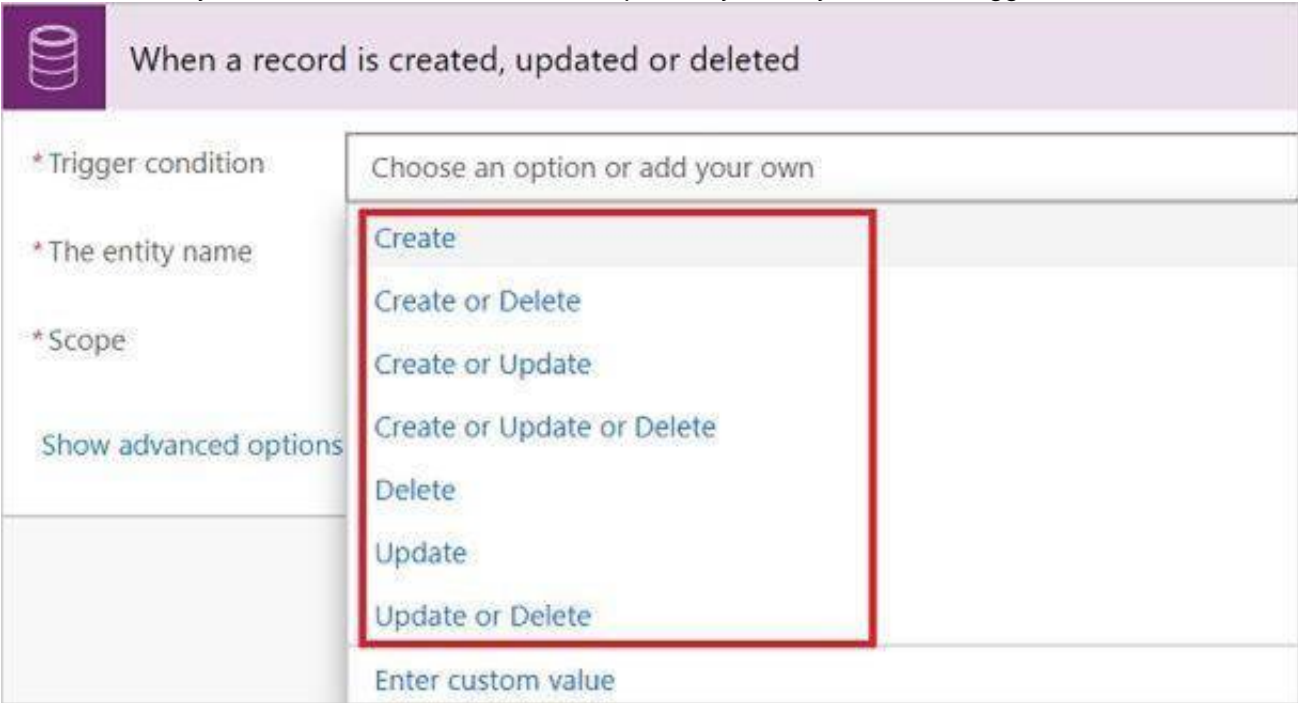 When a record is created, updated or deleted
* Trigger condition
Choose an option or add your own
* The entity name
Create
Create or Delete
* Scope
Create or Update
Create or Update or Delete
Show advanced options
Delete
Update
Update or Delete
Enter custom value